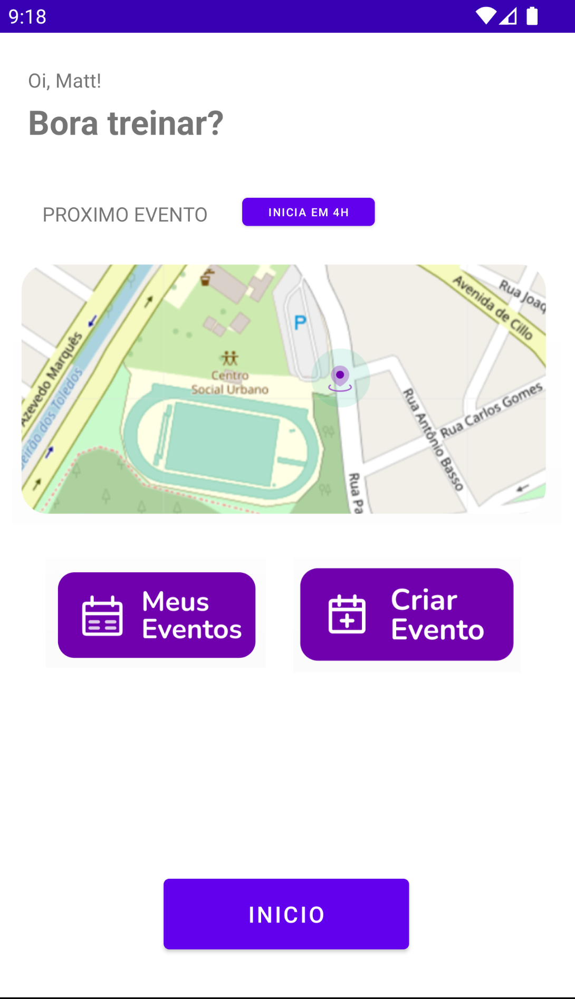 9:18
Oi, Matt!
Bora treinar?
PROXIMO EVENTO
INICIA EM 4H
Avenida de Cillo
Rua Joaq
P
Azevedo Marquês
Centro
Social Urbano
eirão dos Toledos
Rua Carlos Gomes
Rua Antônio Basso
Rua Pa
Meus
Eventos
Criar
Evento
INICIO